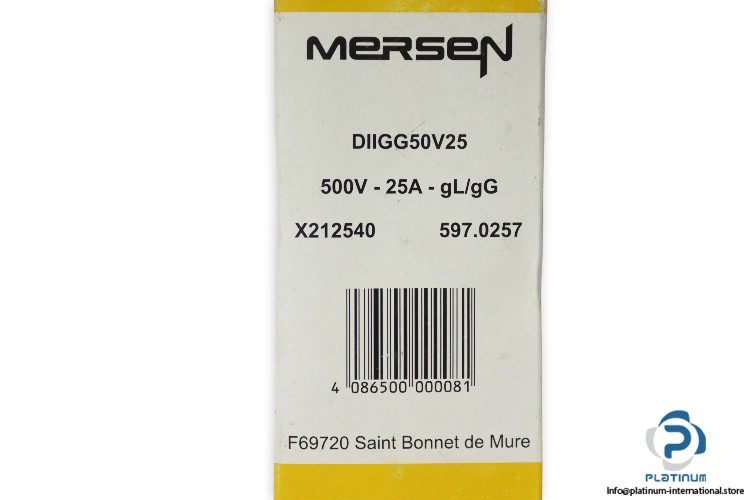 MERSEN
DIIGG50V25
500V - 25A - gL/gG
X212540 597.0257
4 086500 000081
F69720 Saint Bonnet de Mure
PLATINUM
Info@platinum-international.store